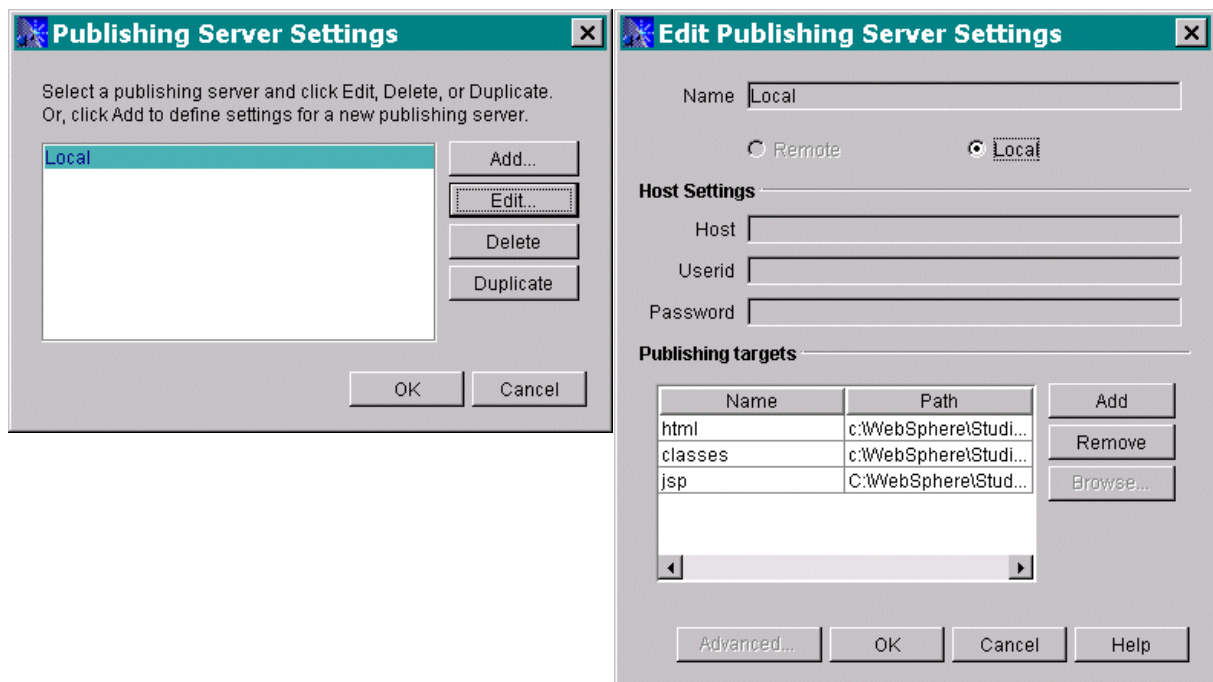 Publishing Server Settings
Select a publishing server and click Edit, Delete, or Duplicate.
Or, click Add to define settings for a new publishing server.
Local
Add...
Edit...
Delete
Duplicate
OK Cancel
Edit Publishing Server Settings
Name Local
Remote Local
Host Settings
Host
Userid
Password
Publishing targets
Name Path
html c:\WebSphere\Studi...
classes c:\WebSphere\Studi...
jsp C:\WebSphere\Stud...
Add
Remove
Browse...
Advanced... OK Cancel Help